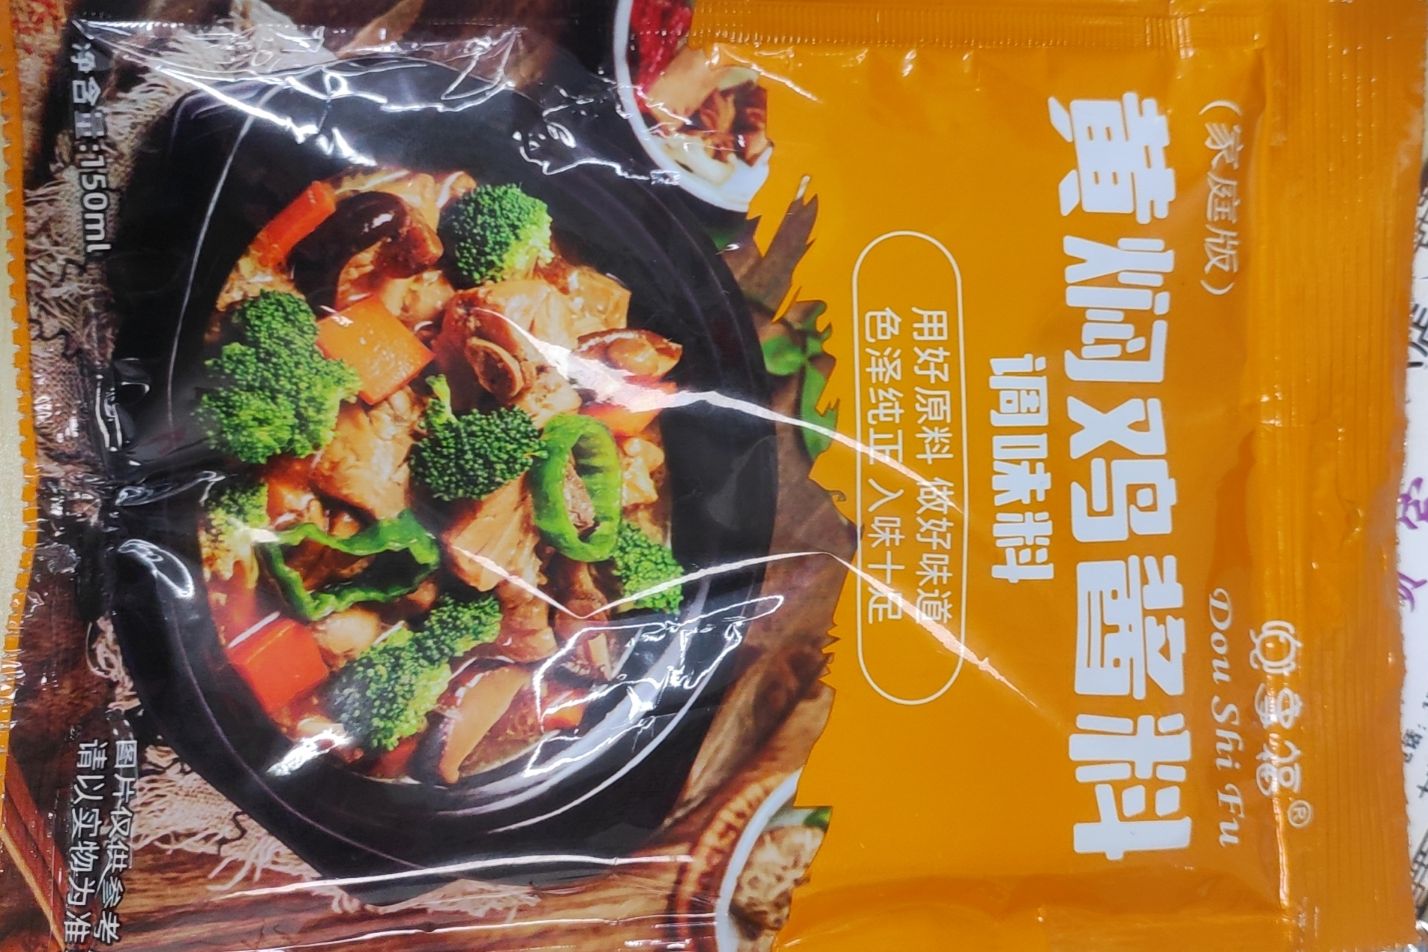 ®
Dou Shi Fu
(家庭版)
黄焖鸡酱料
调味料
用好原料 做好味道
色泽纯正 入味十足
净含量:150ml
图片仅供参考
请以实物为准